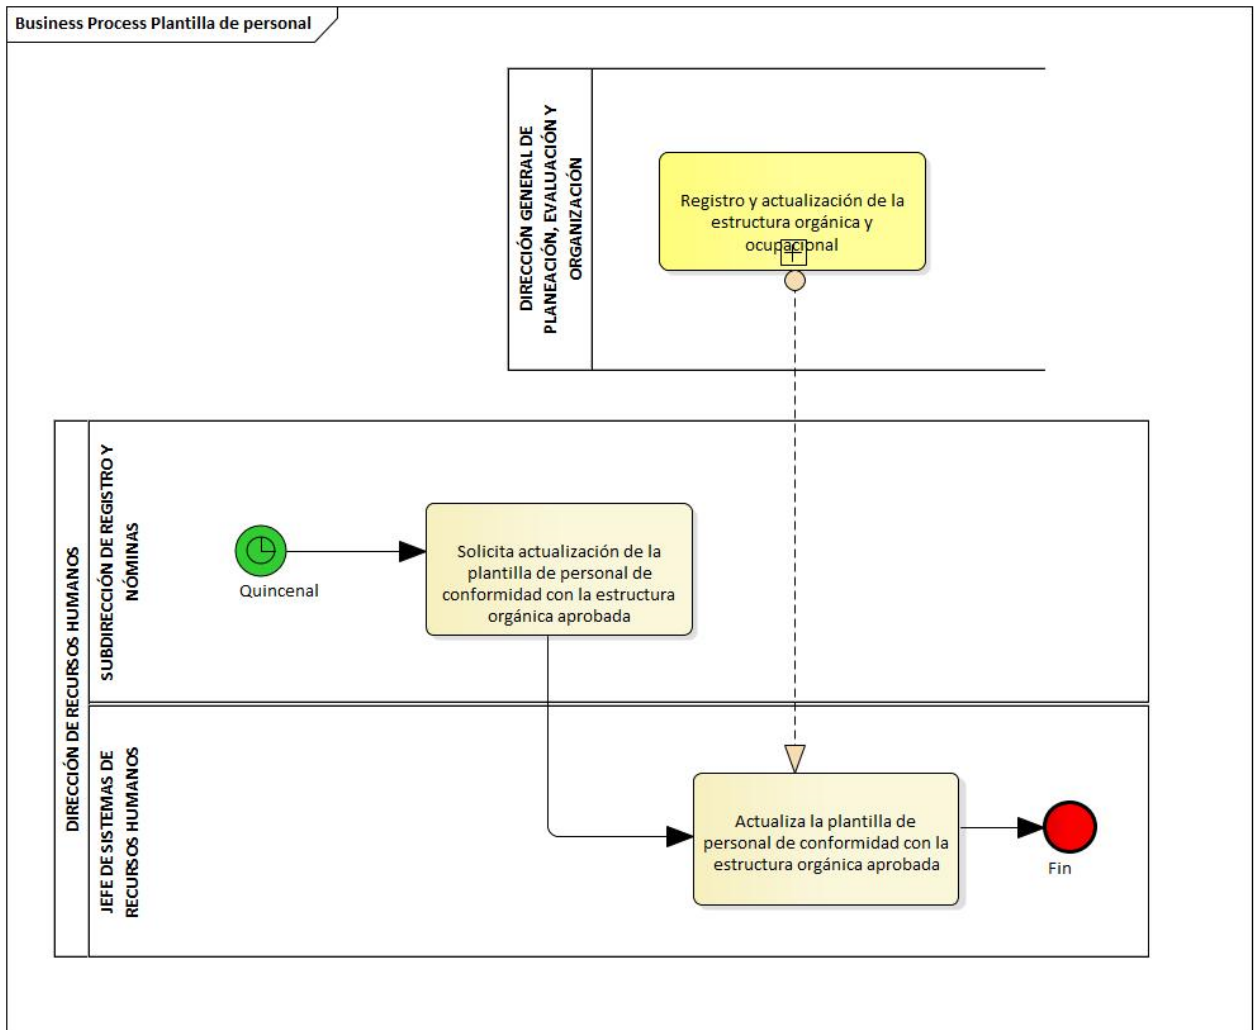 Business Process Plantilla de personal
DIRECCIÓN GENERAL DE
PLANEACIÓN, EVALUACIÓN Y
ORGANIZACIÓN
Registro y actualización de la
estructura orgánica y
ocupacional
DIRECCIÓN DE RECURSOS HUMANOS
SUBDIRECCIÓN DE REGISTRO Y
NÓMINAS
Quincenal
Solicita actualización de la
plantilla de personal de
conformidad con la estructura
orgánica aprobada
JEFE DE SISTEMAS DE
RECURSOS HUMANOS
Actualiza la plantilla de
personal de conformidad con la
estructura orgánica aprobada
Fin